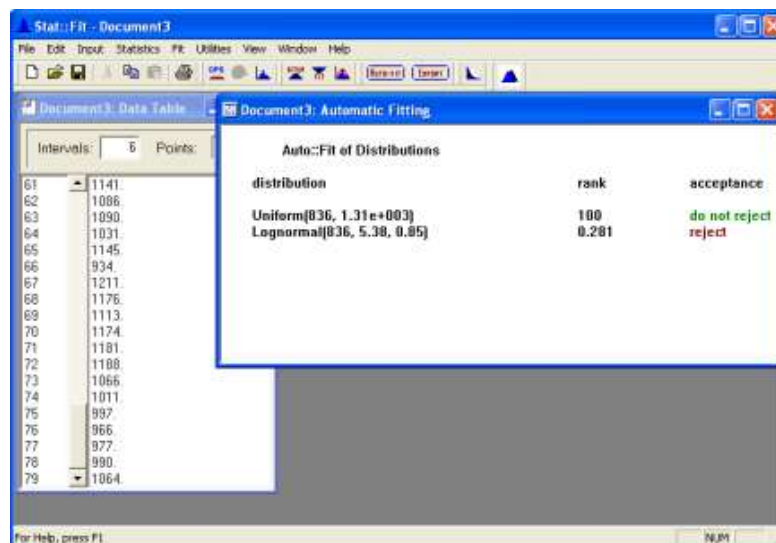 Stat::Fit - Document3
File Edit Input Statistics Fit Utilities View Window Help
Document3: Data Table
Intervals: 6 Points:
61 1141.
62 1086.
63 1090.
64 1031.
65 1145.
66 934.
67 1211.
68 1176.
69 1113.
70 1174.
71 1181.
72 1188.
73 1066.
74 1011.
75 997.
76 966.
77 977.
78 990.
79 1064.
Document3: Automatic Fitting
Auto::Fit of Distributions
distribution rank acceptance
Uniform(836, 1.31e+003) 100 do not reject
Lognormal(836, 5.38, 0.85) 0.281 reject
For Help, press F1
NUM